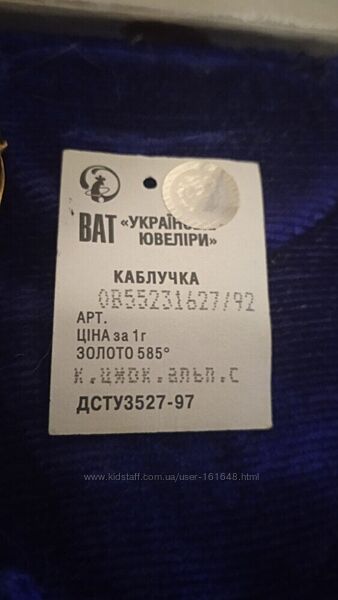 ВАТ «УКРАЇНСЬКІ
ЮВЕЛІРИ»
КАБЛУЧКА
0В55231627/92
АРТ.
ЦІНА за 1г
ЗОЛОТО 585°
К.ЦЖОК.АЛЬП.С
ДСТУ3527-97
© www.kidstaff.com.ua/user-161648.html